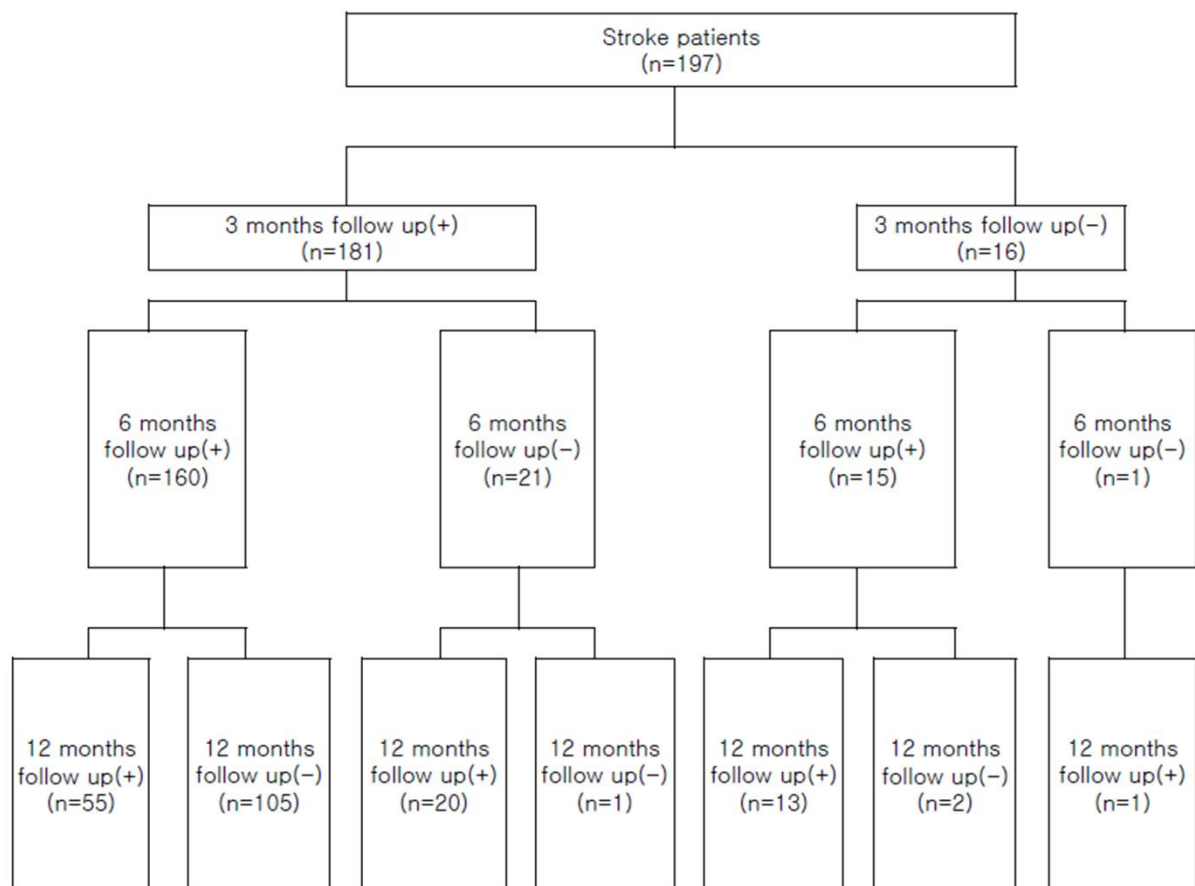 Stroke patients
(n=197)
3 months follow up(+)
(n=181)
3 months follow up(−)
(n=16)
6 months
follow up(+)
(n=160)
6 months
follow up(−)
(n=21)
6 months
follow up(+)
(n=15)
6 months
follow up(−)
(n=1)
12 months
follow up(+)
(n=55)
12 months
follow up(−)
(n=105)
12 months
follow up(+)
(n=20)
12 months
follow up(−)
(n=1)
12 months
follow up(+)
(n=13)
12 months
follow up(−)
(n=2)
12 months
follow up(+)
(n=1)